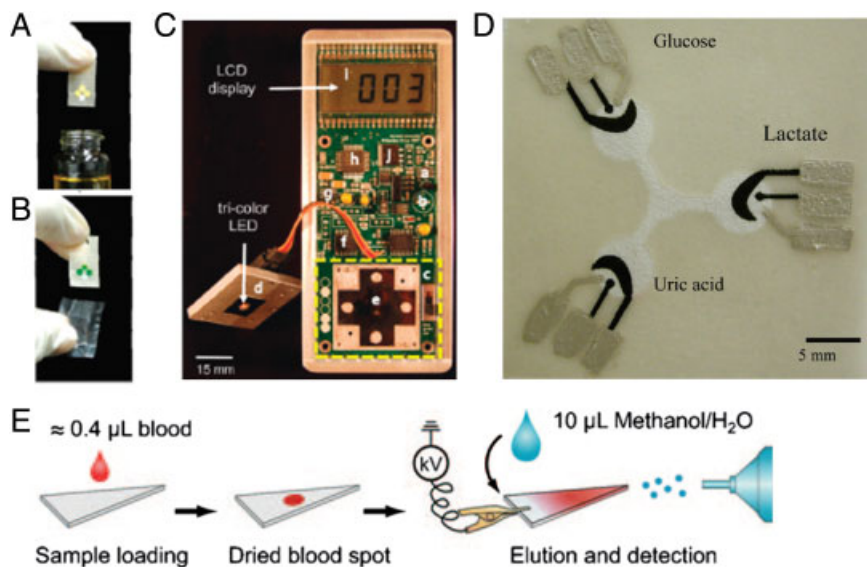 A
B
C
LCD
display
I
003
h
j
a
b
g
tri-color
LED
f
c
d
e
15 mm
D
Glucose
Lactate
Uric acid
5 mm
E
≈ 0.4 µL blood
10 µL Methanol/H₂O
kV
Sample loading
Dried blood spot
Elution and detection